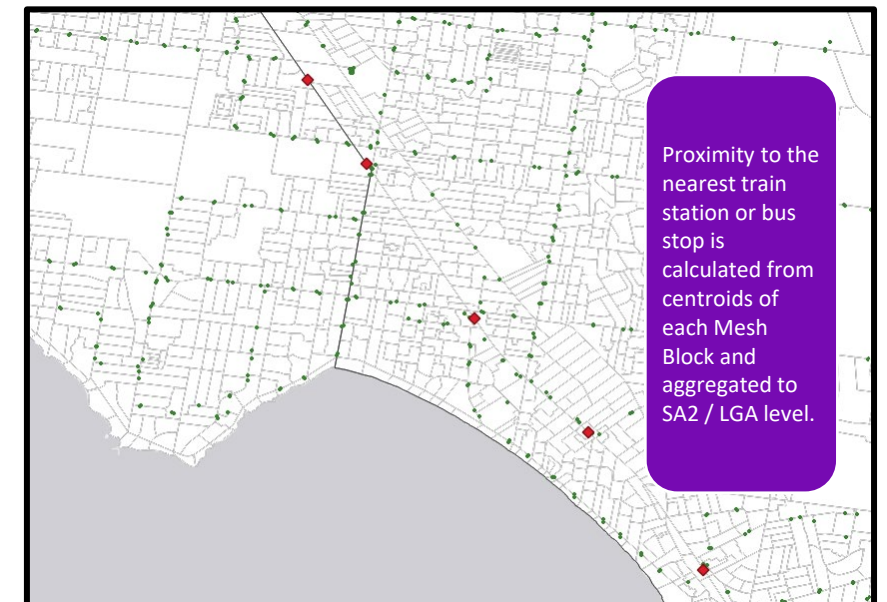 Proximity to the
nearest train
station or bus
stop is
calculated from
centroids of
each Mesh
Block and
aggregated to
SA2 / LGA level.